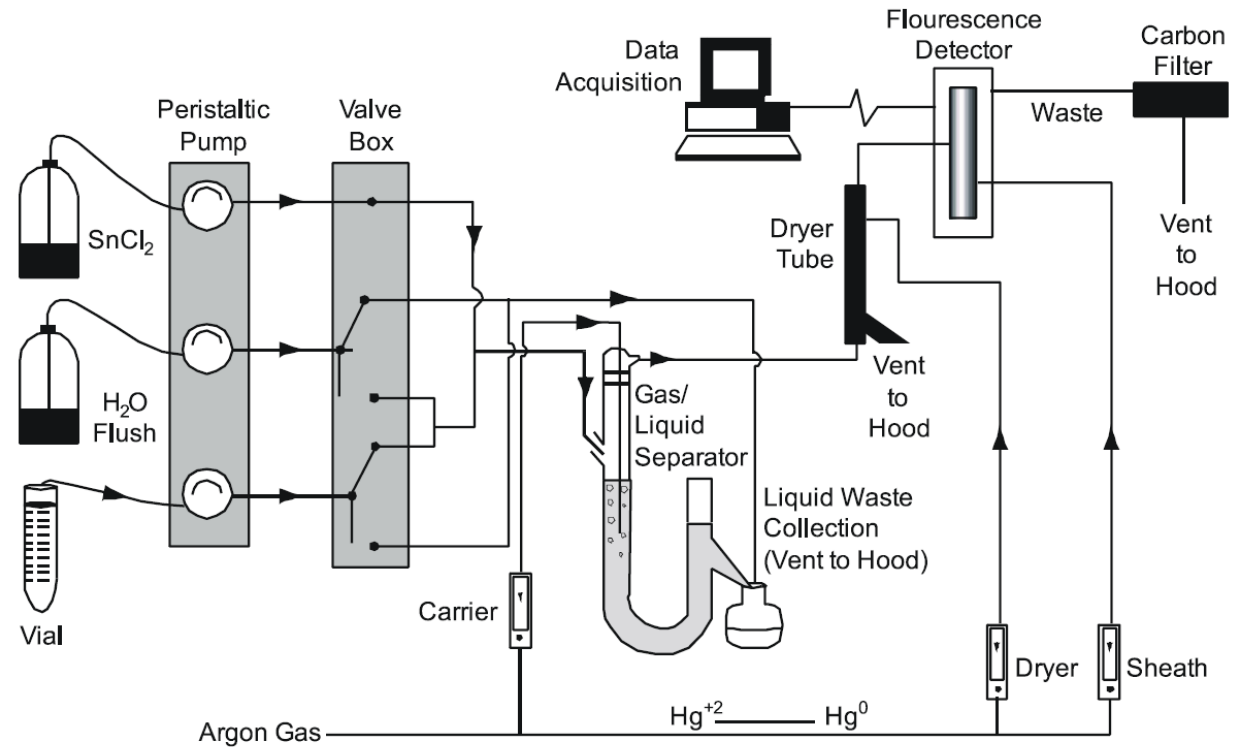 Flourescence
Detector
Carbon
Filter
Data
Acquisition
Waste
Peristaltic
Pump
Valve
Box
SnCl₂
Dryer
Tube
Vent
to
Hood
Vent
to
Hood
H₂O
Flush
Gas/
Liquid
Separator
Liquid Waste
Collection
(Vent to Hood)
Vial
Carrier
Dryer
Sheath
Argon Gas
Hg⁺² Hg⁰